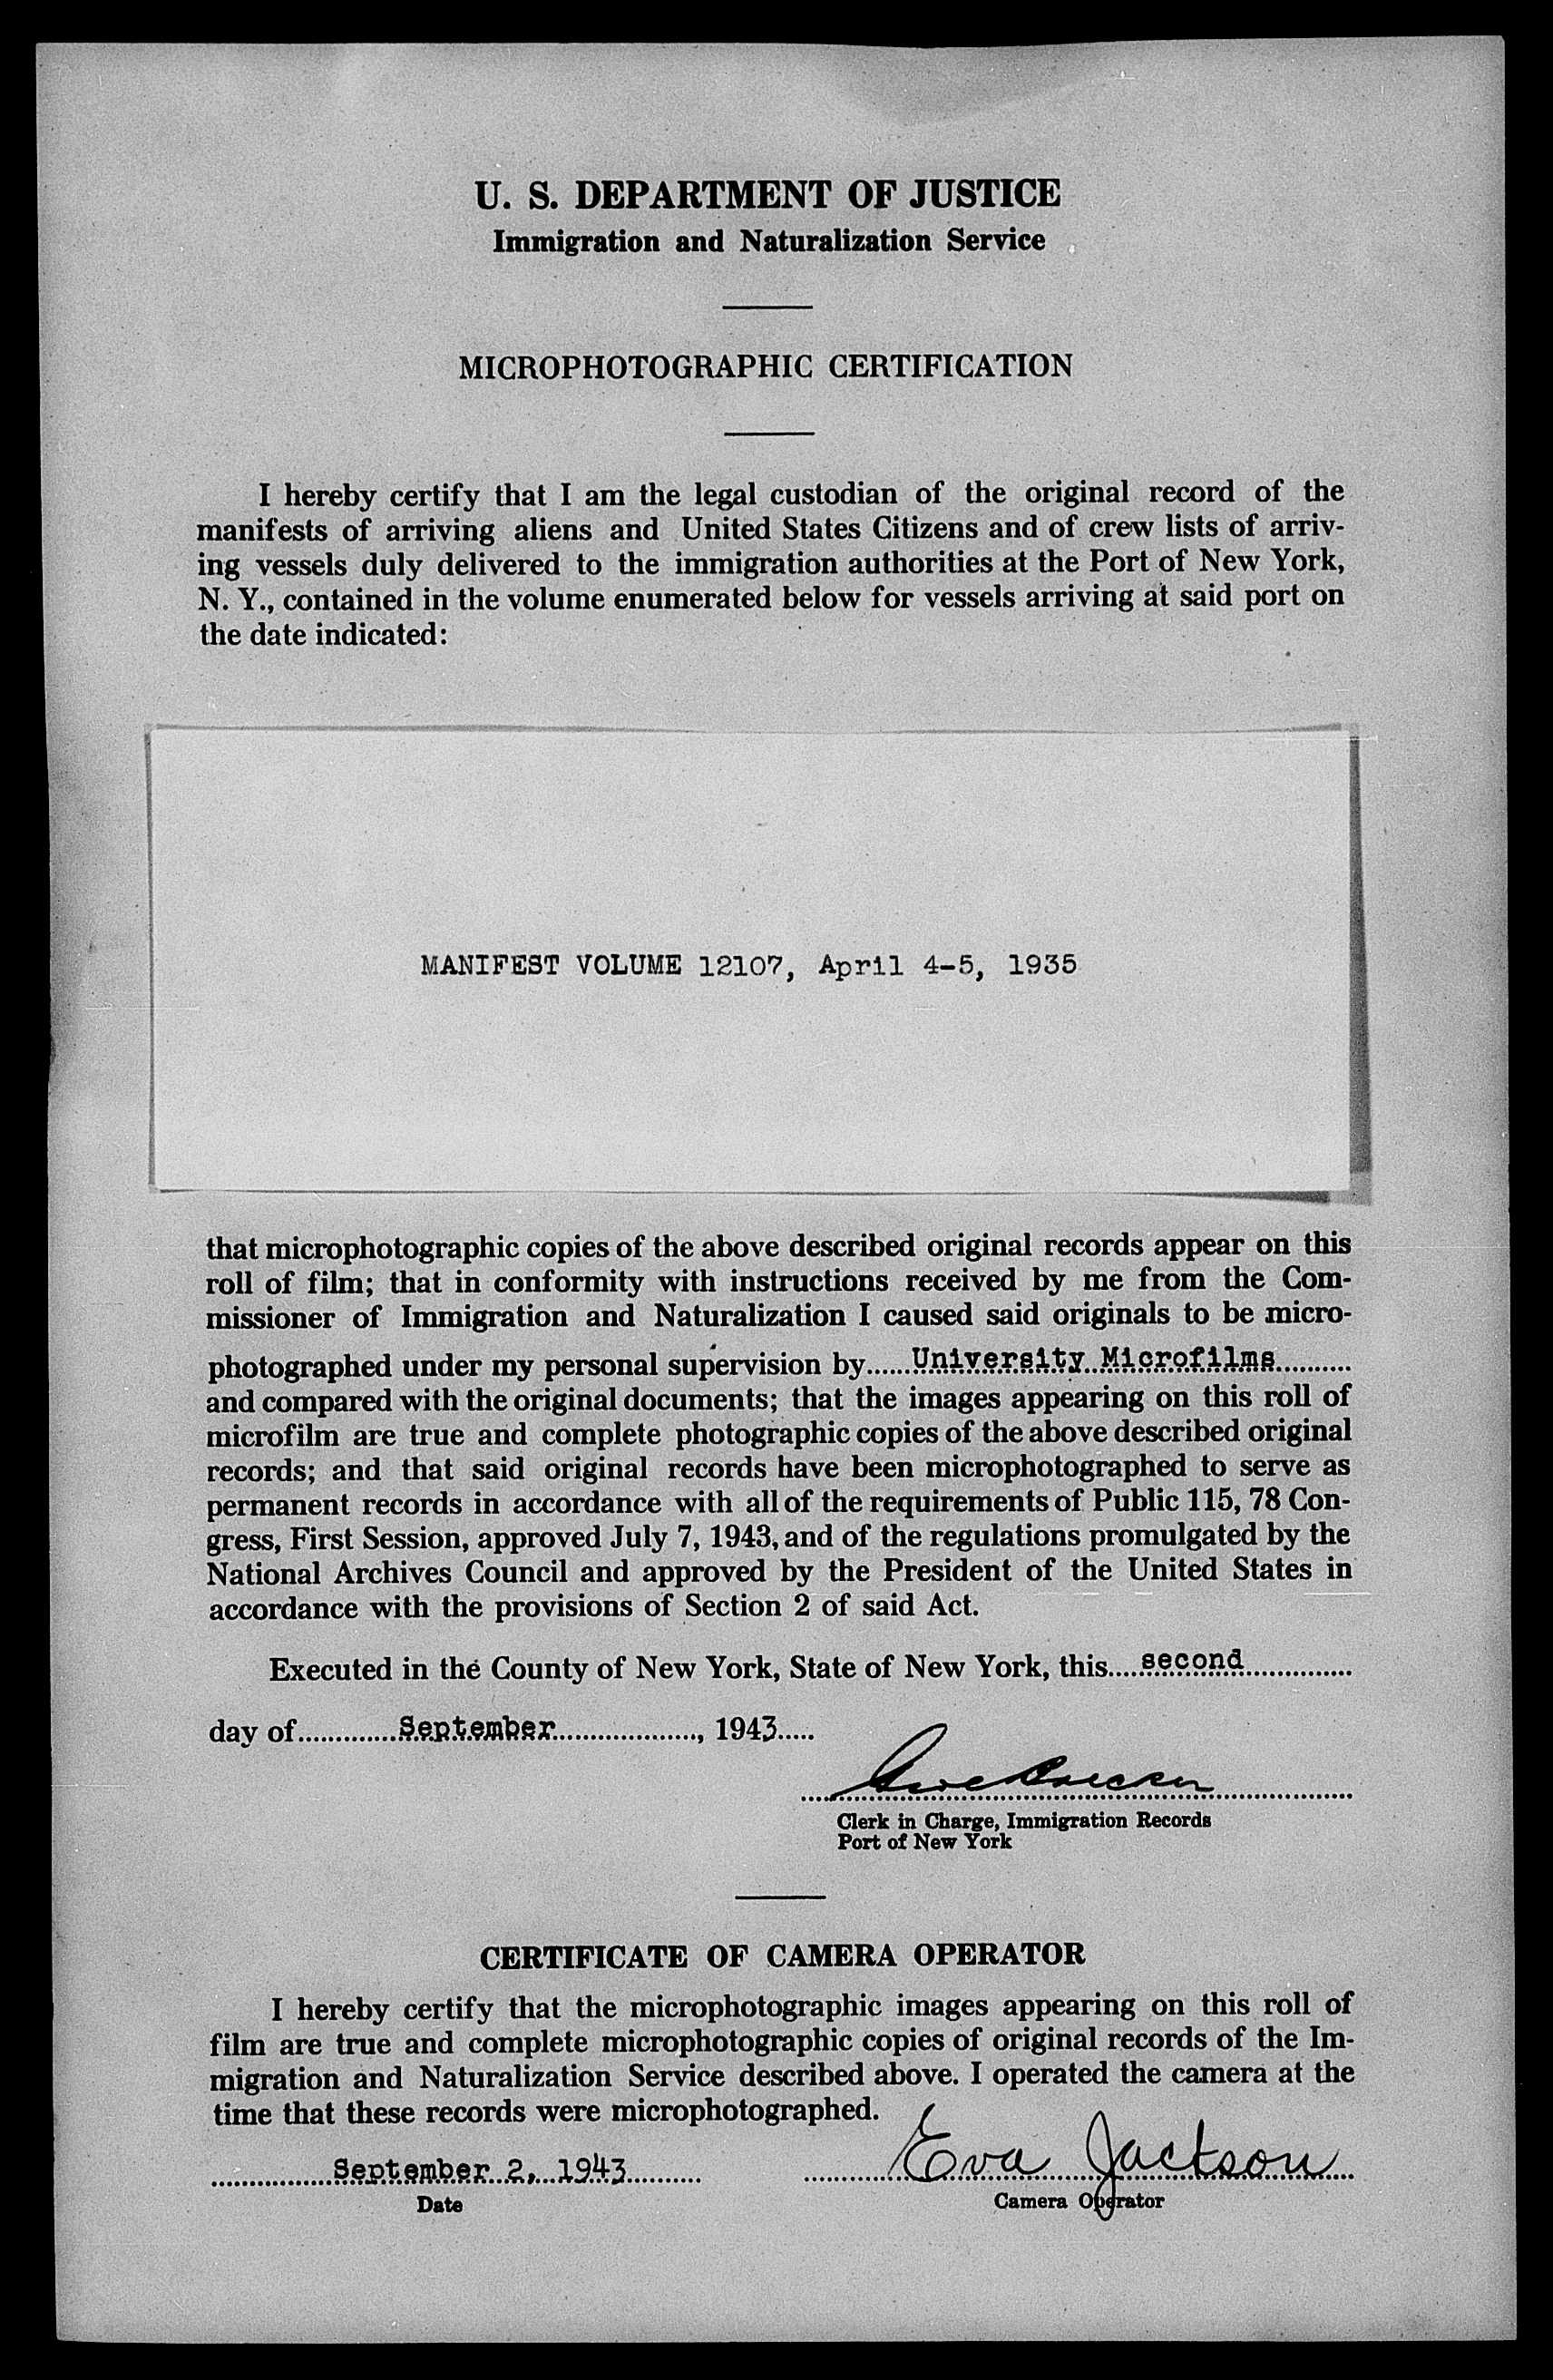 U. S. DEPARTMENT OF JUSTICE
Immigration and Naturalization Service
MICROPHOTOGRAPHIC CERTIFICATION
I hereby certify that I am the legal custodian of the original record of the
manifests of arriving aliens and United States Citizens and of crew lists of arriv-
ing vessels duly delivered to the immigration authorities at the Port of New York,
N. Y., contained in the volume enumerated below for vessels arriving at said port on
the date indicated:
MANIFEST VOLUME 12107, April 4-5, 1935
that microphotographic copies of the above described original records appear on this
roll of film; that in conformity with instructions received by me from the Com-
missioner of Immigration and Naturalization I caused said originals to be micro-
photographed under my personal supervision by......University Microfilms..........
and compared with the original documents; that the images appearing on this roll of
microfilm are true and complete photographic copies of the above described original
records; and that said original records have been microphotographed to serve as
permanent records in accordance with all of the requirements of Public 115, 78 Con-
gress, First Session, approved July 7, 1943, and of the regulations promulgated by the
National Archives Council and approved by the President of the United States in
accordance with the provisions of Section 2 of said Act.
Executed in the County of New York, State of New York, this....second..............
day of.............September..................., 1943.....
Clerk in Charge, Immigration Records
Port of New York
CERTIFICATE OF CAMERA OPERATOR
I hereby certify that the microphotographic images appearing on this roll of
film are true and complete microphotographic copies of original records of the Im-
migration and Naturalization Service described above. I operated the camera at the
time that these records were microphotographed.
September 2, 1943 Eva Jackson
Date Camera Operator